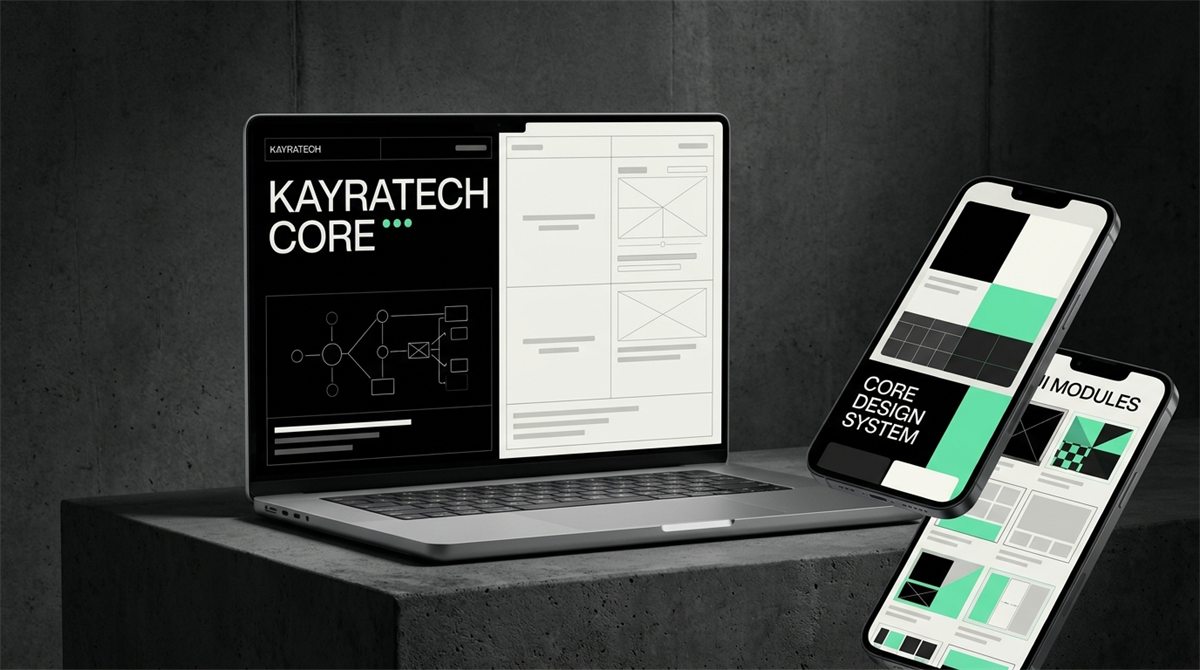 KAYRATECH
KAYRATECH
CORE
CORE
DESIGN
SYSTEM
MODULES